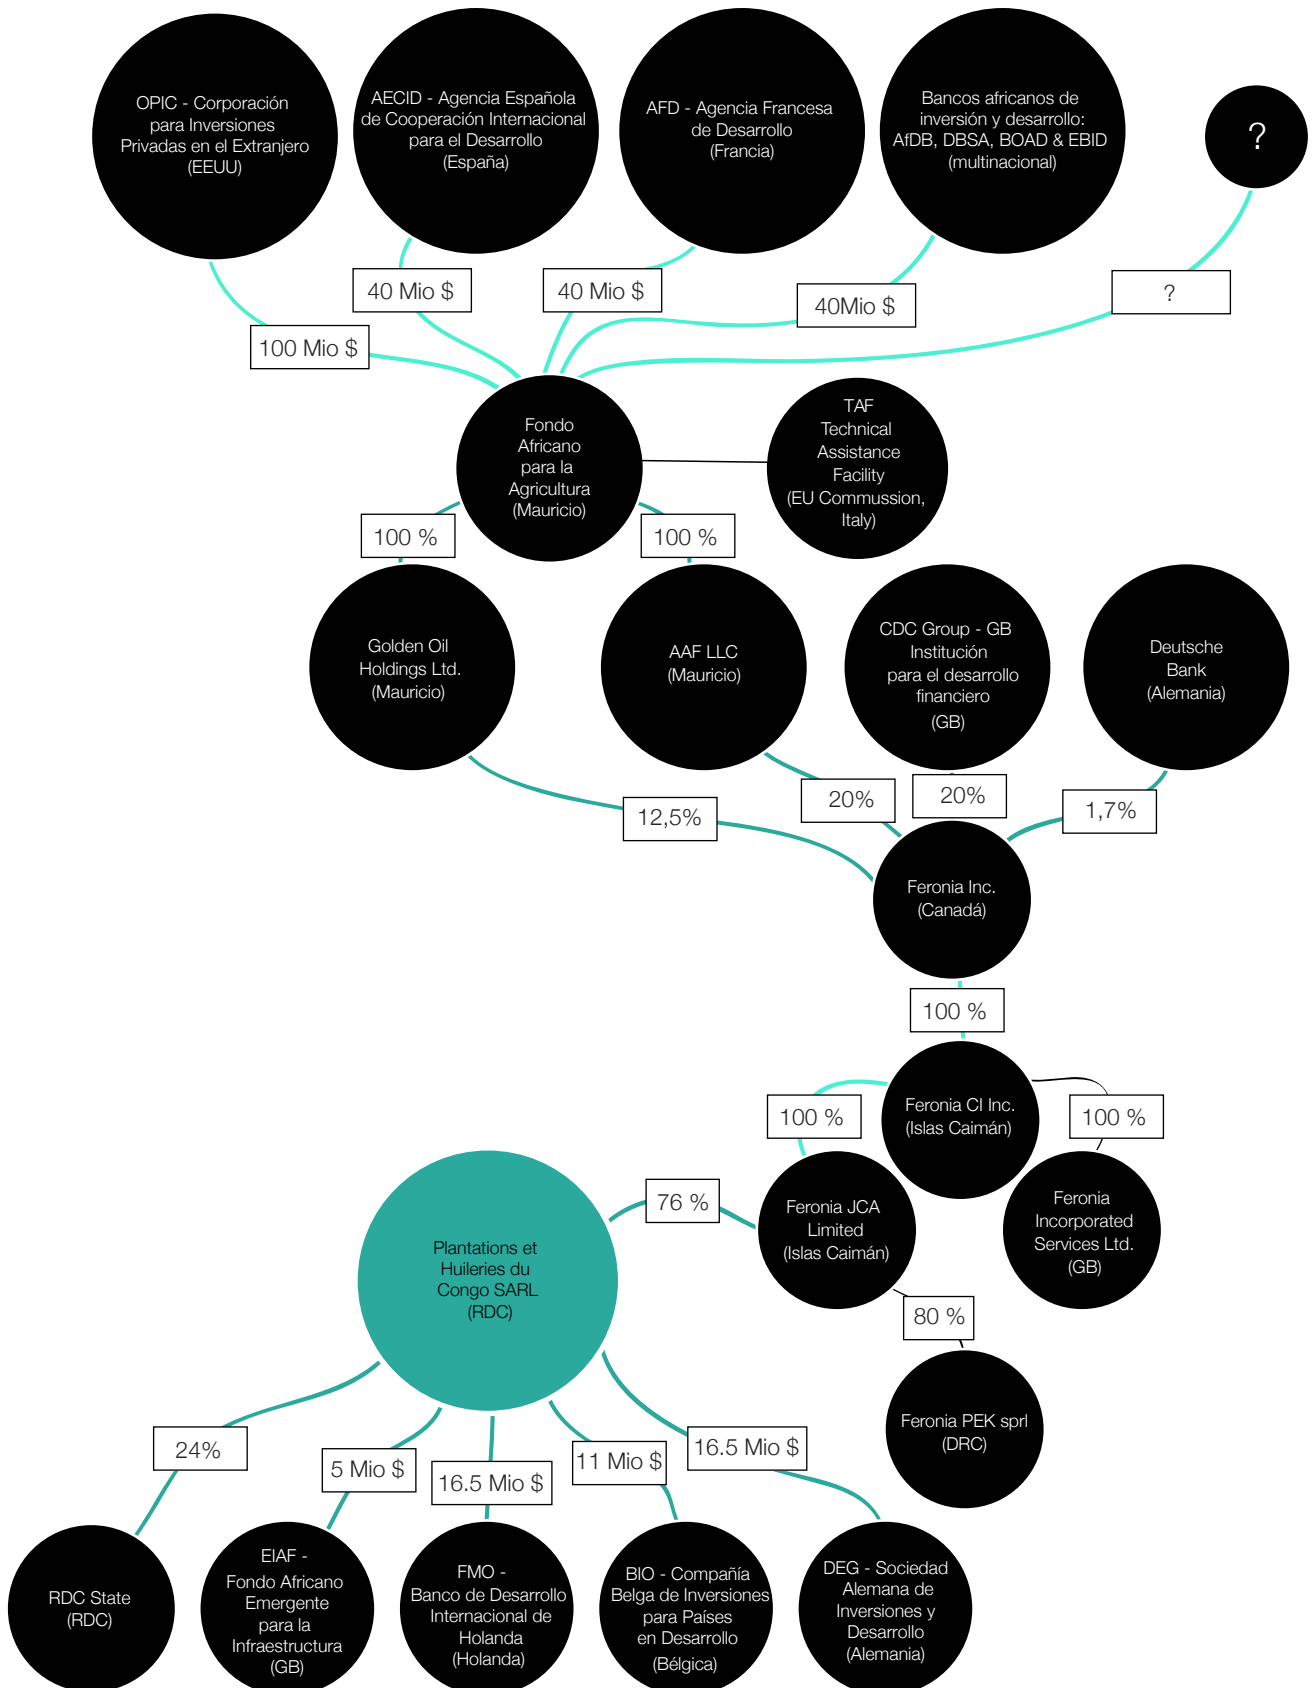 OPIC - Corporación
para Inversiones
Privadas en el Extranjero
(EEUU)
AECID - Agencia Española
de Cooperación Internacional
para el Desarrollo
(España)
AFD - Agencia Francesa
de Desarrollo
(Francia)
Bancos africanos de
inversión y desarrollo:
AfDB, DBSA, BOAD & EBID
(multinacional)
?
40 Mio $
40 Mio $
40Mio $
?
100 Mio $
Fondo
Africano
para la
Agricultura
(Mauricio)
TAF
Technical
Assistance
Facility
(EU Commussion,
Italy)
100 %
100 %
Golden Oil
Holdings Ltd.
(Mauricio)
AAF LLC
(Mauricio)
CDC Group - GB
Institución
para el desarrollo
financiero
(GB)
Deutsche
Bank
(Alemania)
12,5%
20%
20%
1,7%
Feronia Inc.
(Canadá)
100 %
Feronia CI Inc.
(Islas Caimán)
100 %
100 %
Feronia JCA
Limited
(Islas Caimán)
Feronia
Incorporated
Services Ltd.
(GB)
76 %
Plantations et
Huileries du
Congo SARL
(RDC)
80 %
Feronia PEK sprl
(DRC)
24%
5 Mio $
16.5 Mio $
11 Mio $
16.5 Mio $
RDC State
(RDC)
EIAF -
Fondo Africano
Emergente
para la
Infraestructura
(GB)
FMO -
Banco de Desarrollo
Internacional de
Holanda
(Holanda)
BIO - Compañía
Belga de Inversiones
para Países
en Desarrollo
(Bélgica)
DEG - Sociedad
Alemana de
Inversiones y
Desarrollo
(Alemania)